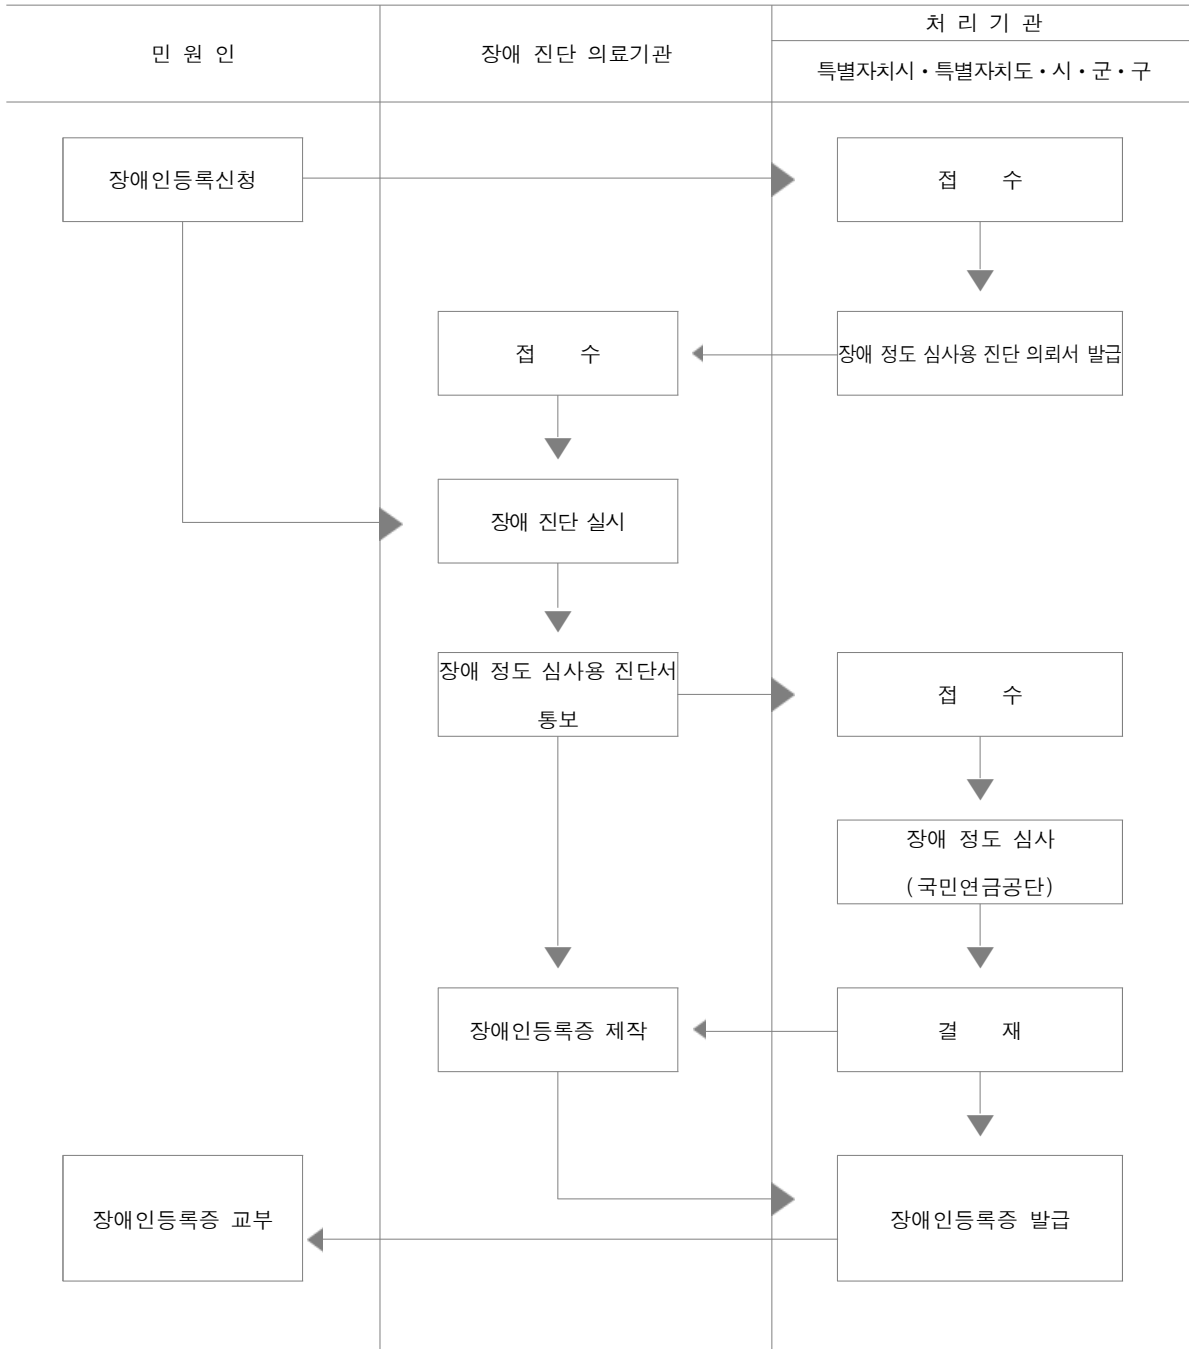 민 원 인
장애 진단 의료기관
처 리 기 관
특별자치시・특별자치도・시・군・구
장애인등록신청
접 수
접 수
장애 정도 심사용 진단 의뢰서 발급
장애 진단 실시
장애 정도 심사용 진단서
통보
접 수
장애 정도 심사
(국민연금공단)
장애인등록증 제작
결 재
장애인등록증 교부
장애인등록증 발급